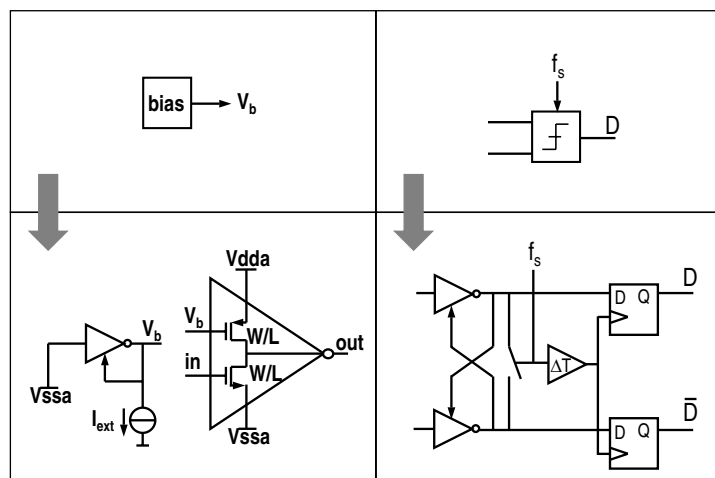 bias
V_b
f_s
D
V_b
Vssa
I_ext
Vdda
V_b
W/L
in
W/L
out
Vssa
f_s
D Q
D
ΔT
D Q
D̅